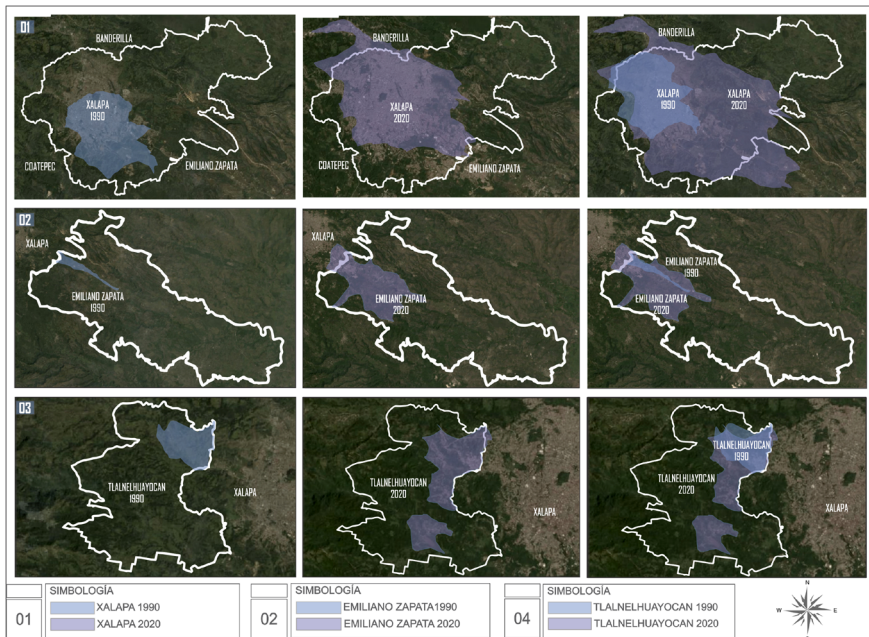 01
BANDERILLA
XALAPA
1990
COATEPEC
EMILIANO ZAPATA
BANDERILLA
XALAPA
2020
COATEPEC
EMILIANO ZAPATA
BANDERILLA
XALAPA
1990
XALAPA
2020
EMILIANO ZAPATA
02
XALAPA
EMILIANO ZAPATA
1990
XALAPA
EMILIANO ZAPATA
2020
EMILIANO ZAPATA
1990
EMILIANO ZAPATA
2020
03
TLALNELHUAYOCAN
1990
XALAPA
TLALNELHUAYOCAN
2020
XALAPA
TLALNELHUAYOCAN
1990
TLALNELHUAYOCAN
2020
XALAPA
01
SIMBOLOGÍA
XALAPA 1990
XALAPA 2020
02
SIMBOLOGÍA
EMILIANO ZAPATA1990
EMILIANO ZAPATA 2020
04
SIMBOLOGÍA
TLALNELHUAYOCAN 1990
TLALNELHUAYOCAN 2020
N
W
E
S